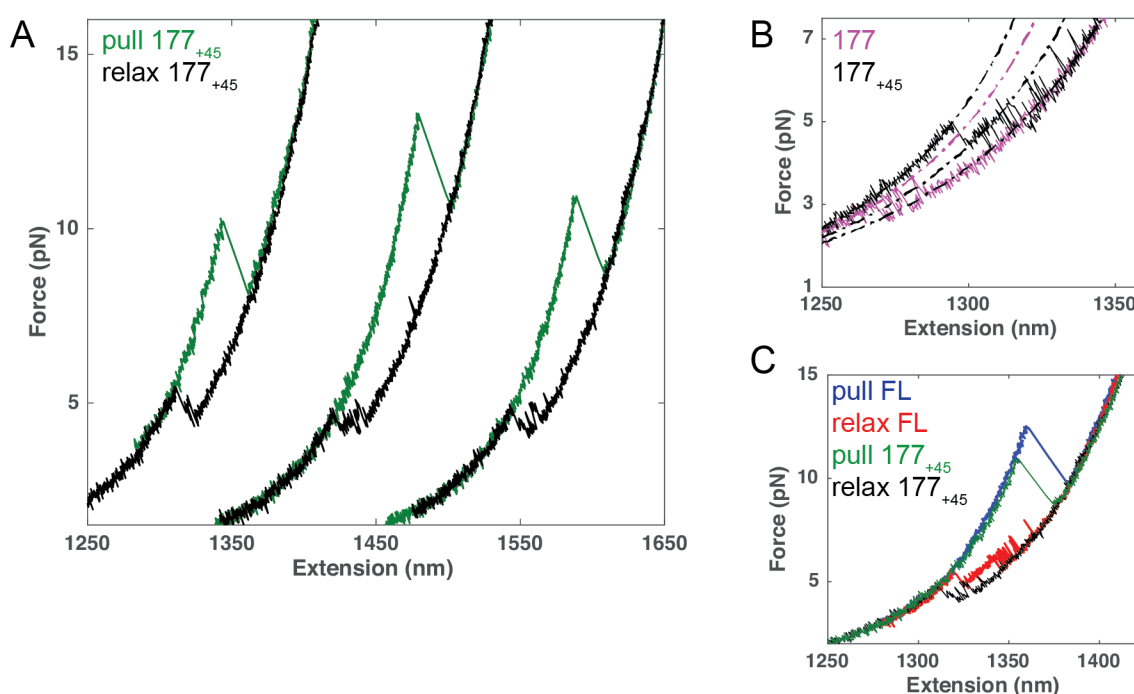 A
pull 177+45
relax 177+45
15
10
5
Force (pN)
1250 1350 1450 1550 1650
Extension (nm)
B
177
177+45
7
5
3
1
Force (pN)
1250 1300 1350
Extension (nm)
C
pull FL
relax FL
pull 177+45
relax 177+45
15
10
5
Force (pN)
1250 1300 1350 1400
Extension (nm)